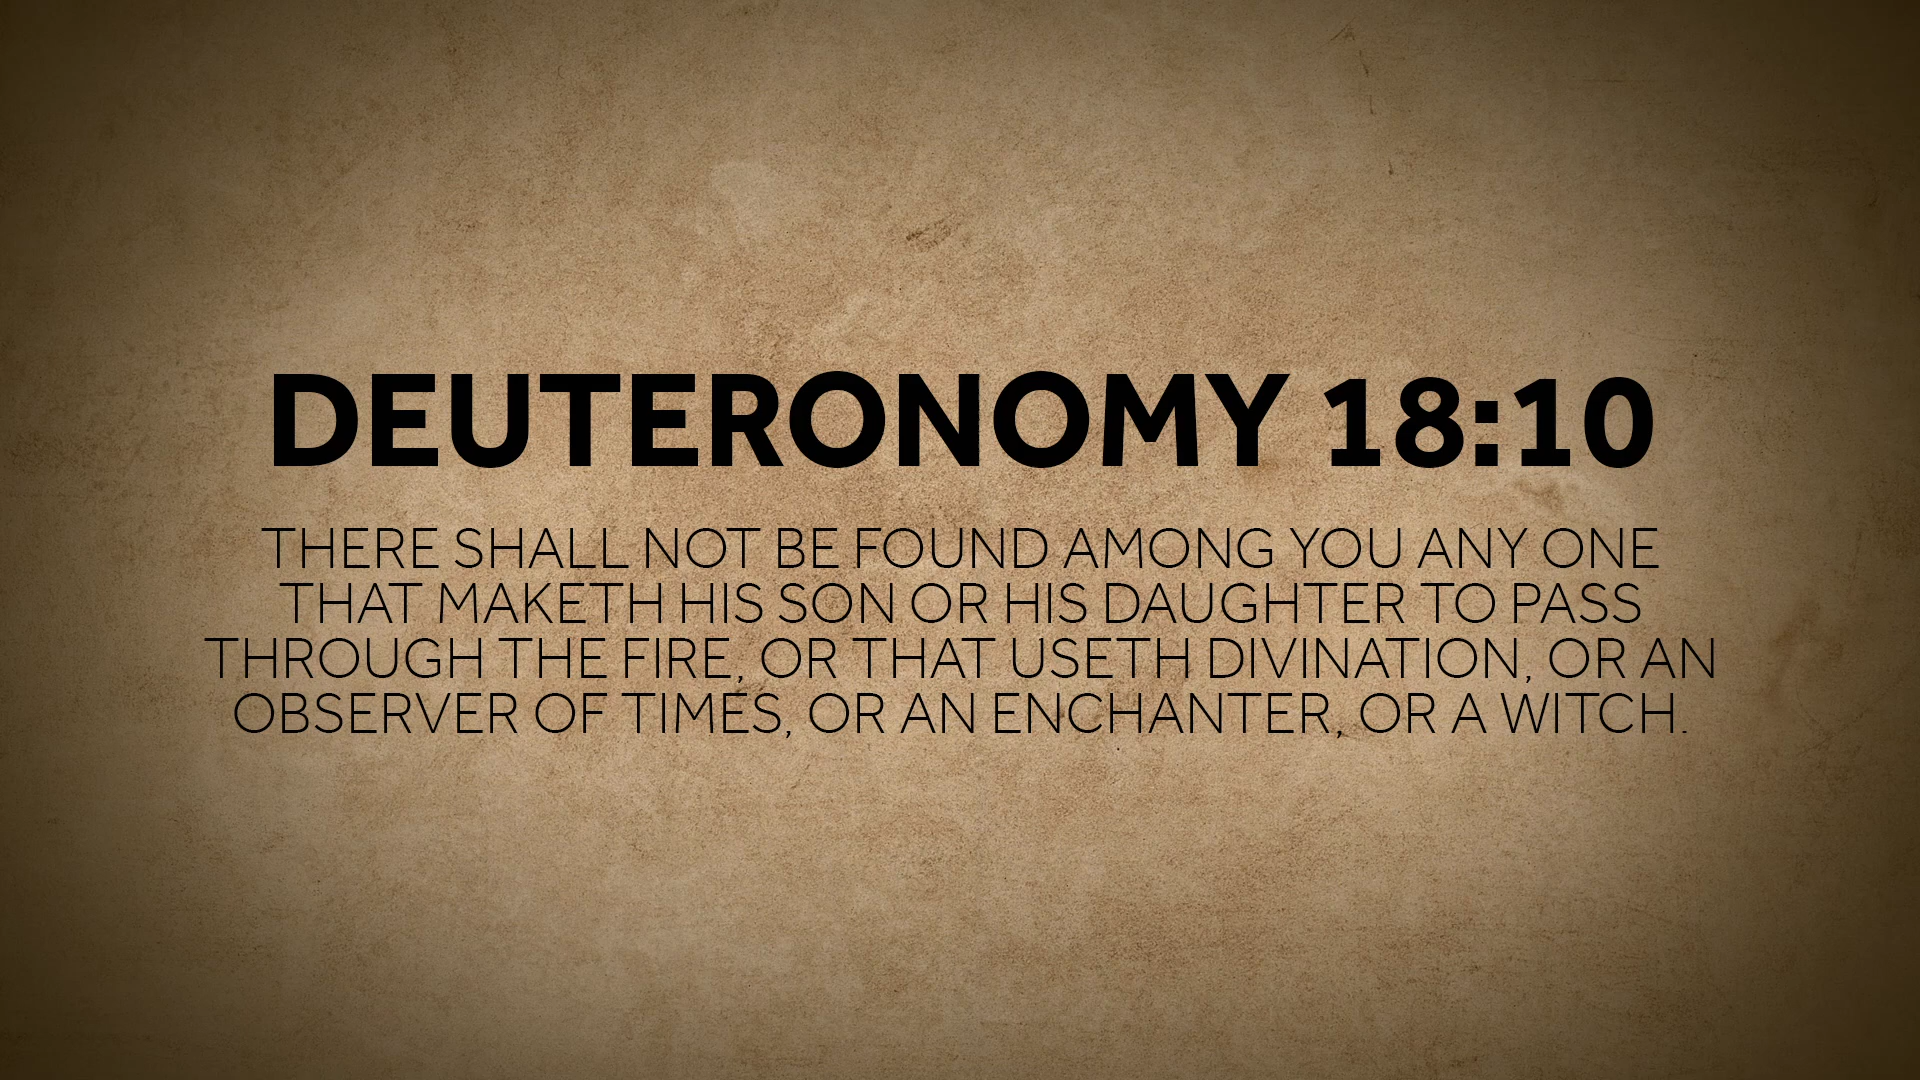 DEUTERONOMY 18:10
THERE SHALL NOT BE FOUND AMONG YOU ANY ONE
THAT MAKETH HIS SON OR HIS DAUGHTER TO PASS
THROUGH THE FIRE, OR THAT USETH DIVINATION, OR AN
OBSERVER OF TIMES, OR AN ENCHANTER, OR A WITCH.